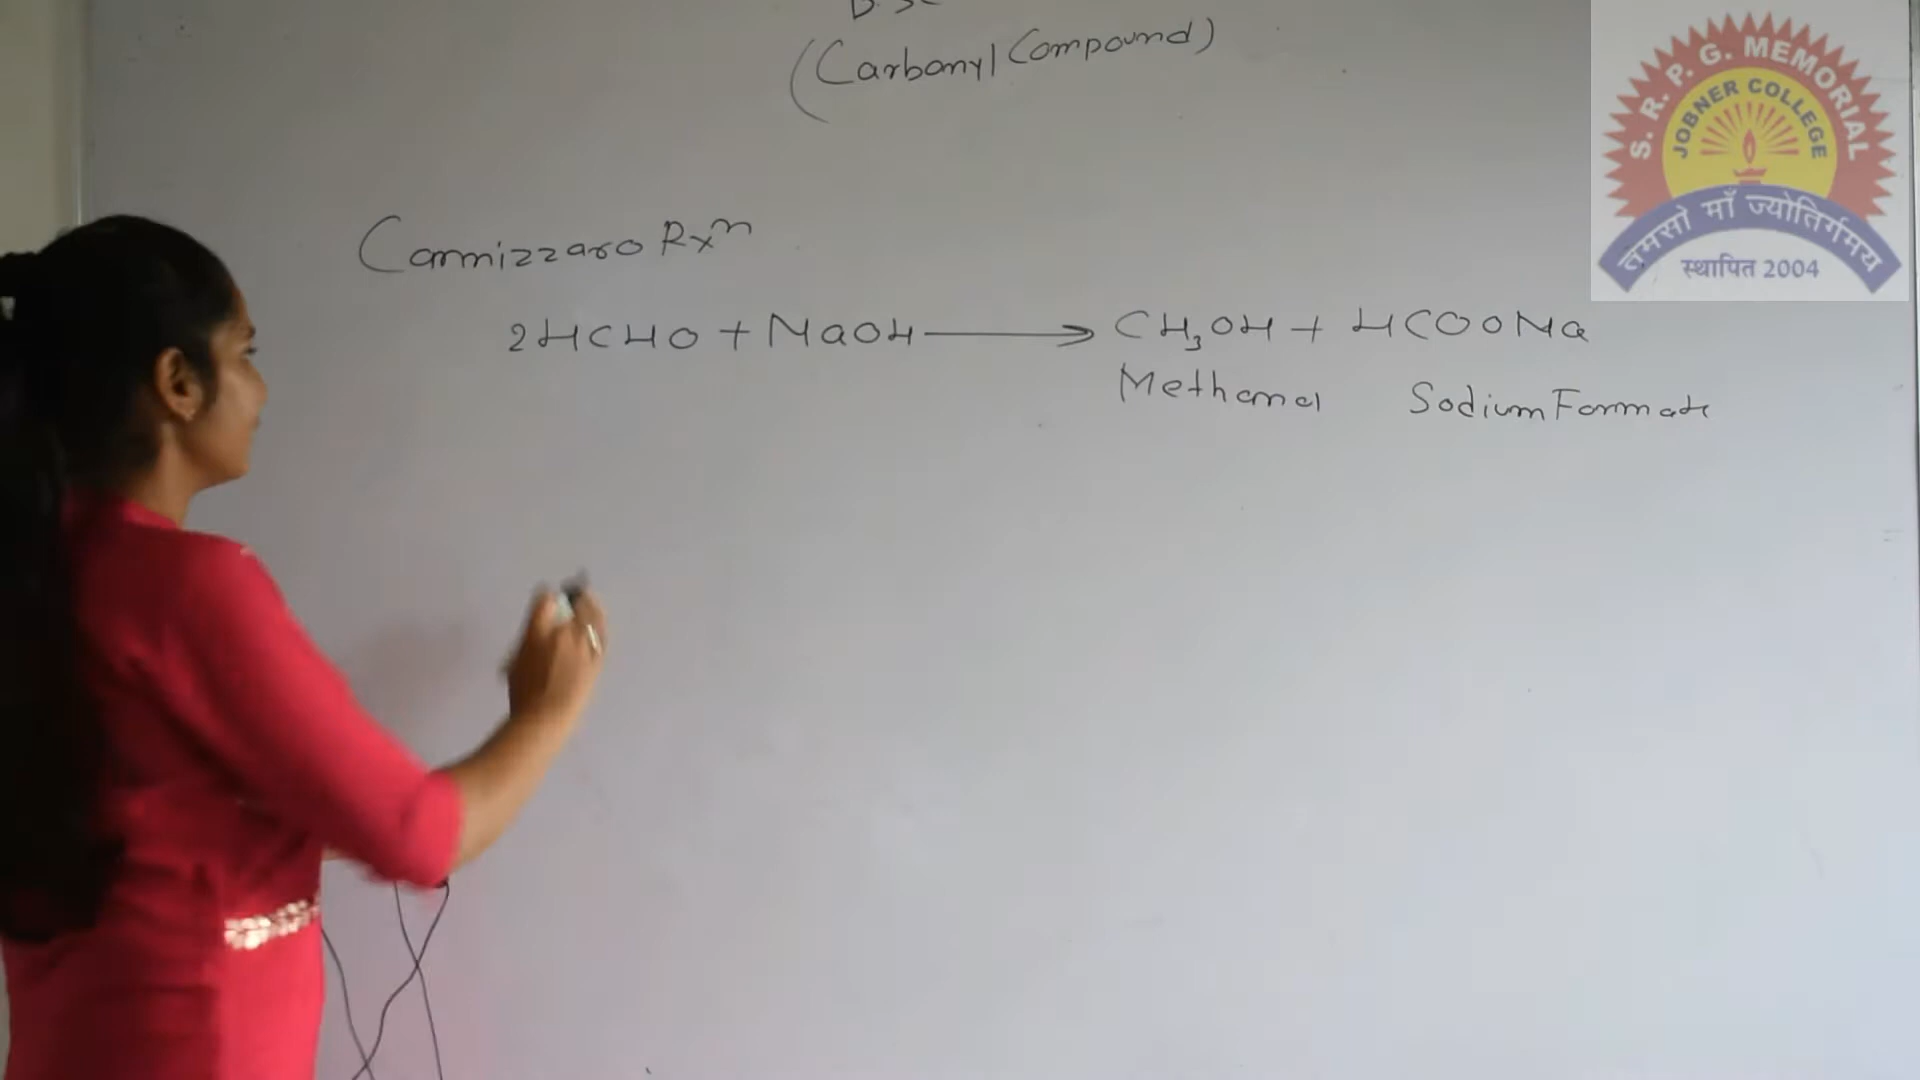 (Carbonyl Compound)
Cannizzaro Rxn
2HCHO + NaOH ⟶ CH₃OH + HCOONa
Methanol Sodium Formate
S. R. P. G. MEMORIAL
JOBNER COLLEGE
तमसो माँ ज्योतिर्गमय
स्थापित 2004